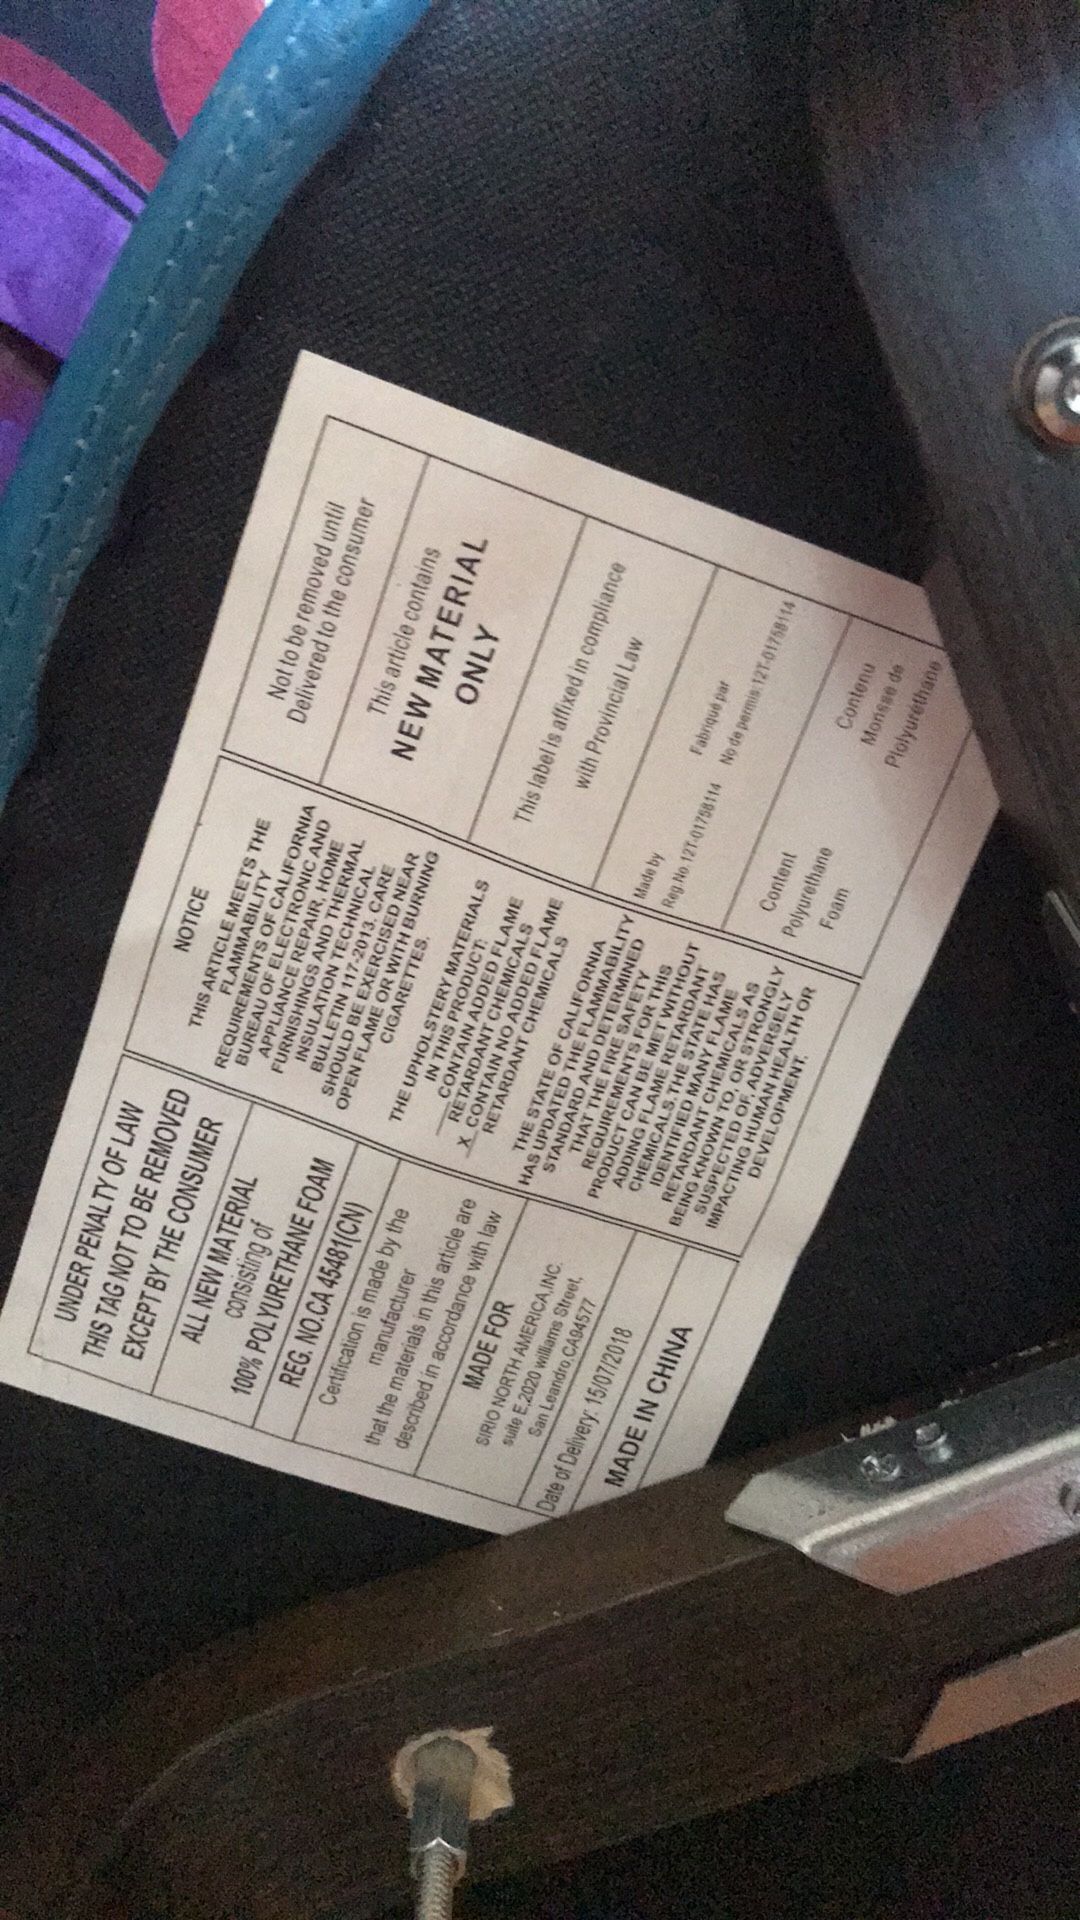 UNDER PENALTY OF LAW
THIS TAG NOT TO BE REMOVED
EXCEPT BY THE CONSUMER
ALL NEW MATERIAL
consisting of
100% POLYURETHANE FOAM
REG. NO.CA 45481(CN)
Certification is made by the
manufacturer
that the materials in this article are
described in accordance with law
MADE FOR
SIRIO NORTH AMERICA,INC.
suite E.2020 williams Street,
San Leandro,CA94577
Date of Delivery: 15/07/2018
MADE IN CHINA
NOTICE
THIS ARTICLE MEETS THE
FLAMMABILITY
REQUIREMENTS OF CALIFORNIA
BUREAU OF ELECTRONIC AND
APPLIANCE REPAIR, HOME
FURNISHINGS AND THERMAL
INSULATION TECHNICAL
BULLETIN 117-2013. CARE
SHOULD BE EXERCISED NEAR
OPEN FLAME OR WITH BURNING
CIGARETTES.
THE UPHOLSTERY MATERIALS
IN THIS PRODUCT:
__CONTAIN ADDED FLAME
RETARDANT CHEMICALS
X CONTAIN NO ADDED FLAME
RETARDANT CHEMICALS
THE STATE OF CALIFORNIA
HAS UPDATED THE FLAMMABILITY
STANDARD AND DETERMINED
THAT THE FIRE SAFETY
REQUIREMENTS FOR THIS
PRODUCT CAN BE MET WITHOUT
ADDING FLAME RETARDANT
CHEMICALS. THE STATE HAS
IDENTIFIED MANY FLAME
RETARDANT CHEMICALS AS
BEING KNOWN TO, OR STRONGLY
SUSPECTED OF, ADVERSELY
IMPACTING HUMAN HEALTH OR
DEVELOPMENT.
Not to be removed until
Delivered to the consumer
This article contains
NEW MATERIAL
ONLY
This label is affixed in compliance
with Provincial Law
Made by
Reg.No.12T-01758114
Fabriqué par
No de permis:12T-01758114
Content
Polyurethane
Foam
Contenu
Monsse de
Plolyurethane